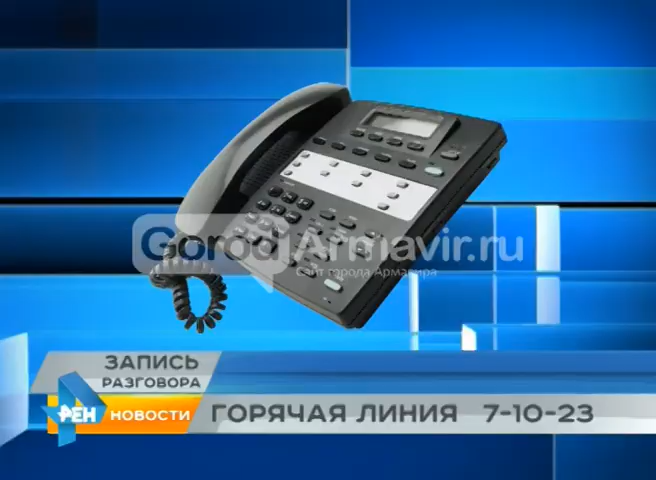 GorodArmavir.ru
Сайт города Армавира
ЗАПИСЬ
РАЗГОВОРА
РЕН НОВОСТИ
ГОРЯЧАЯ ЛИНИЯ 7-10-23